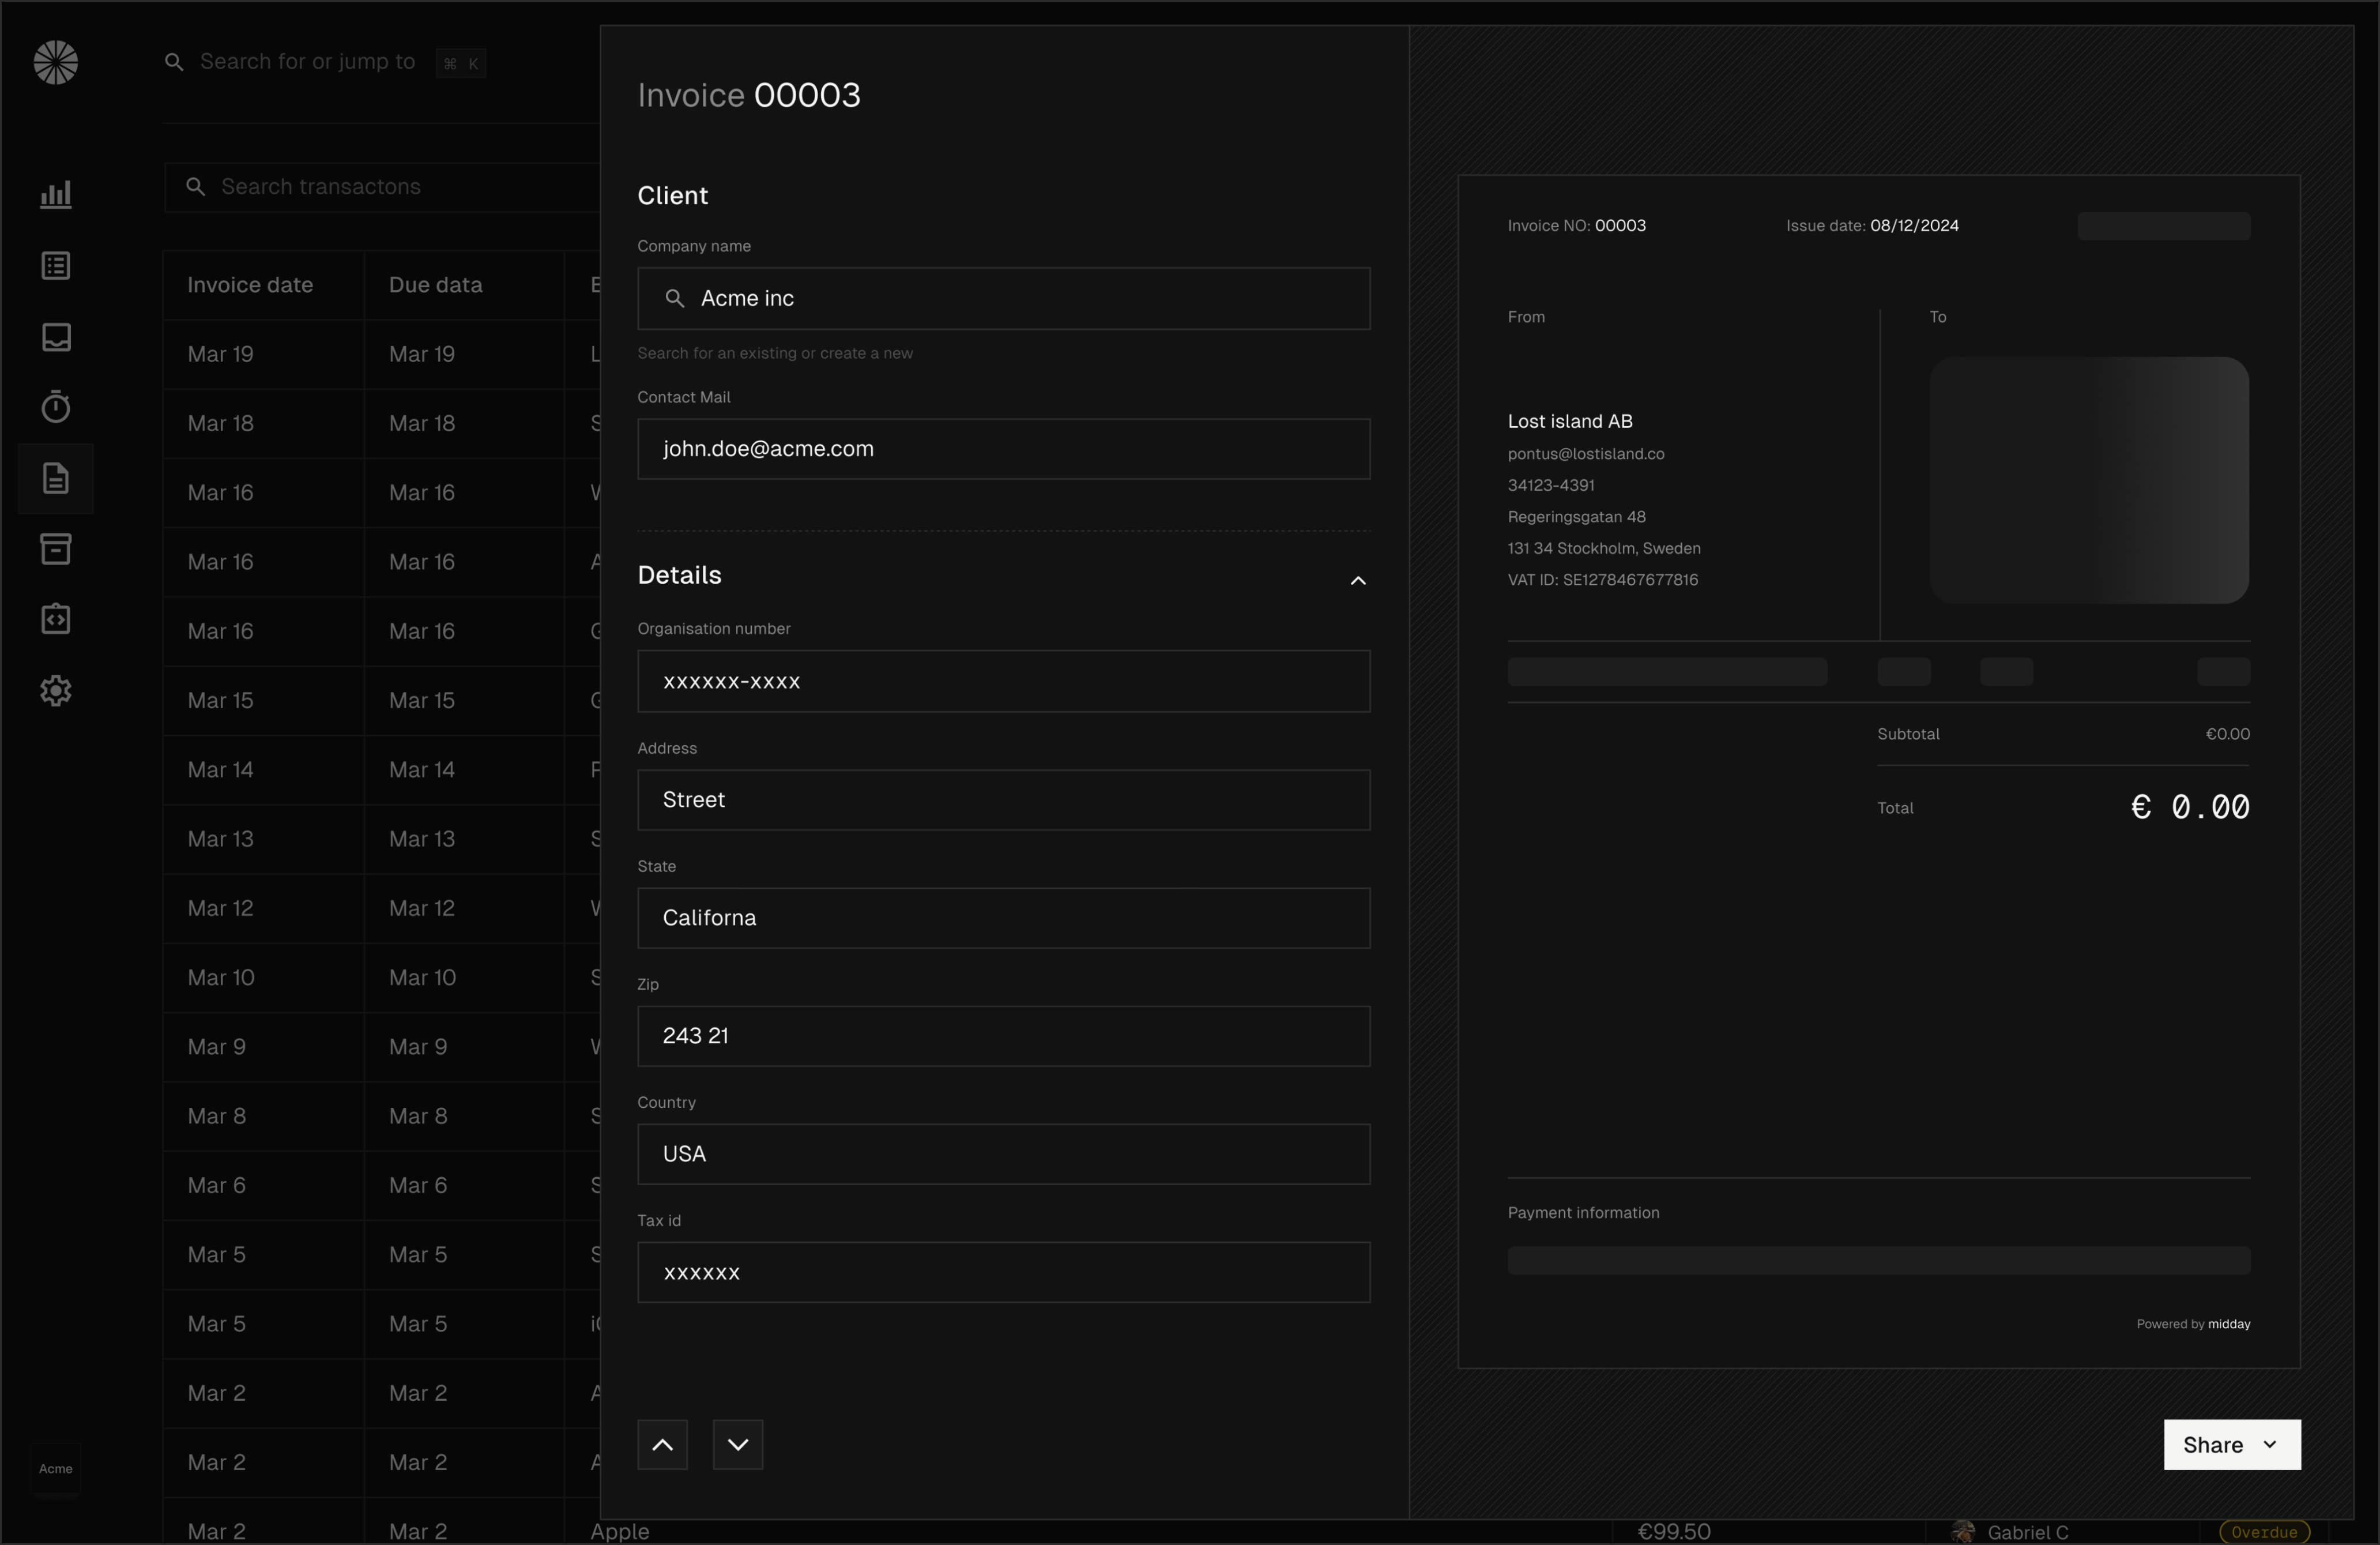 Search for or jump to ⌘ K
Search transactons
Invoice date Due data
Mar 19 Mar 19
Mar 18 Mar 18
Mar 16 Mar 16
Mar 16 Mar 16
Mar 16 Mar 16
Mar 15 Mar 15
Mar 14 Mar 14
Mar 13 Mar 13
Mar 12 Mar 12
Mar 10 Mar 10
Mar 9 Mar 9
Mar 8 Mar 8
Mar 6 Mar 6
Mar 5 Mar 5
Mar 5 Mar 5
Mar 2 Mar 2
Mar 2 Mar 2
Mar 2 Mar 2 Apple €99.50 Gabriel C Overdue
Acme
Invoice 00003
Client
Company name
Acme inc
Search for an existing or create a new
Contact Mail
john.doe@acme.com
Details
Organisation number
xxxxxx-xxxx
Address
Street
State
Californa
Zip
243 21
Country
USA
Tax id
xxxxxx
Invoice NO: 00003 Issue date: 08/12/2024
From To
Lost island AB
pontus@lostisland.co
34123-4391
Regeringsgatan 48
131 34 Stockholm, Sweden
VAT ID: SE1278467677816
Subtotal €0.00
Total € 0.00
Payment information
Powered by midday
Share